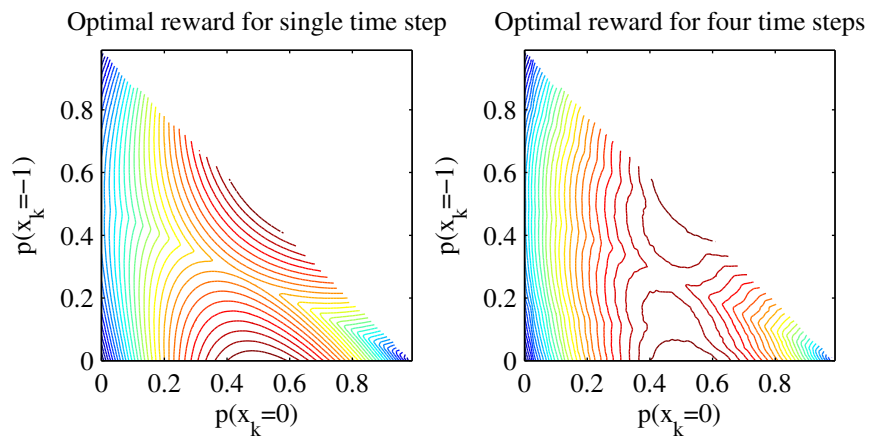 Optimal reward for single time step
Optimal reward for four time steps
p(x_k=−1)
0.8
0.6
0.4
0.2
0
0 0.2 0.4 0.6 0.8
p(x_k=0)
p(x_k=−1)
0.8
0.6
0.4
0.2
0
0 0.2 0.4 0.6 0.8
p(x_k=0)